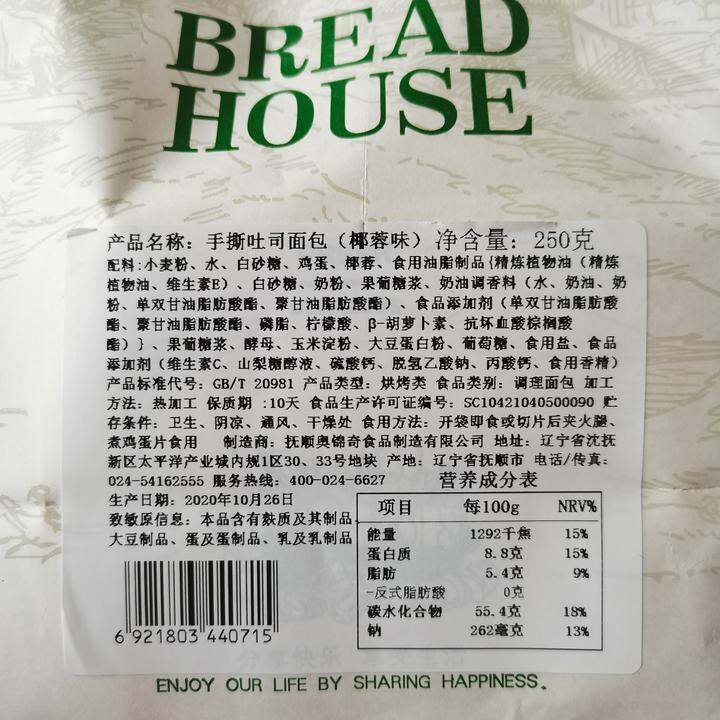 BREAD
HOUSE
产品名称：手撕吐司面包（椰蓉味）净含量：250克
配料:小麦粉、水、白砂糖、鸡蛋、椰蓉、食用油脂制品{精炼植物油（精炼
植物油、维生素E）、白砂糖、奶粉、果葡糖浆、奶油调香料（水、奶油、奶
粉、单双甘油脂肪酸酯、聚甘油脂肪酸酯）、食品添加剂（单双甘油脂肪酸
酯、聚甘油脂肪酸酯、磷脂、柠檬酸、β-胡萝卜素、抗坏血酸棕榈酸
酯）}、果葡糖浆、酵母、玉米淀粉、大豆蛋白粉、葡萄糖、食用盐、食品
添加剂（维生素C、山梨糖醇液、硫酸钙、脱氢乙酸钠、丙酸钙、食用香精）
产品标准代号：GB/T 20981 产品类型：烘烤类 食品类别：调理面包 加工
方法：热加工 保质期 :10天 食品生产许可证编号：SC10421040500090 贮
存条件：卫生、阴凉、通风、干燥处 食用方法：开袋即食或切片后夹火腿、
煮鸡蛋片食用 制造商：抚顺奥锦奇食品制造有限公司 地址：辽宁省沈抚
新区太平洋产业城内规1区30、33号地块 产地：辽宁省抚顺市 电话/传真：
024-54162555 服务热线：400-024-6627 营养成分表
生产日期：2020年10月26日
致敏原信息：本品含有麸质及其制品、
大豆制品、蛋及蛋制品、乳及乳制品
项目 每100g NRV%
能量 1292千焦 15%
蛋白质 8.8克 15%
脂肪 5.4克 9%
-反式脂肪酸 0克
碳水化合物 55.4克 18%
钠 262毫克 13%
6 921803 440715
ENJOY OUR LIFE BY SHARING HAPPINESS.